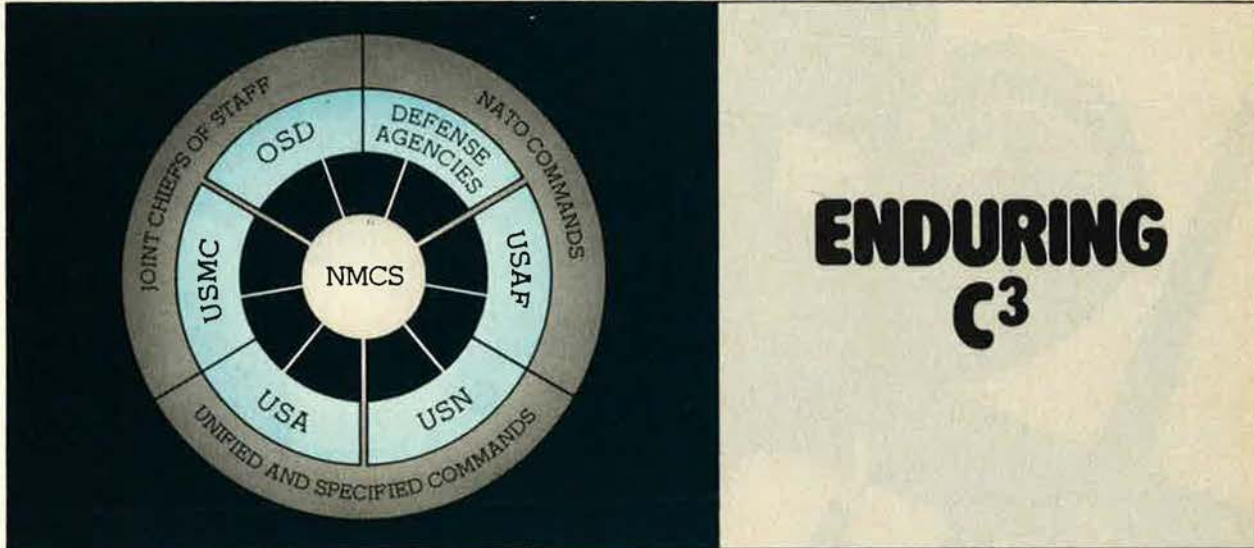 JOINT CHIEFS OF STAFF
NATO COMMANDS
OSD
DEFENSE
AGENCIES
USMC
NMCS
USAF
USA
USN
UNIFIED AND SPECIFIED COMMANDS
ENDURING
C³